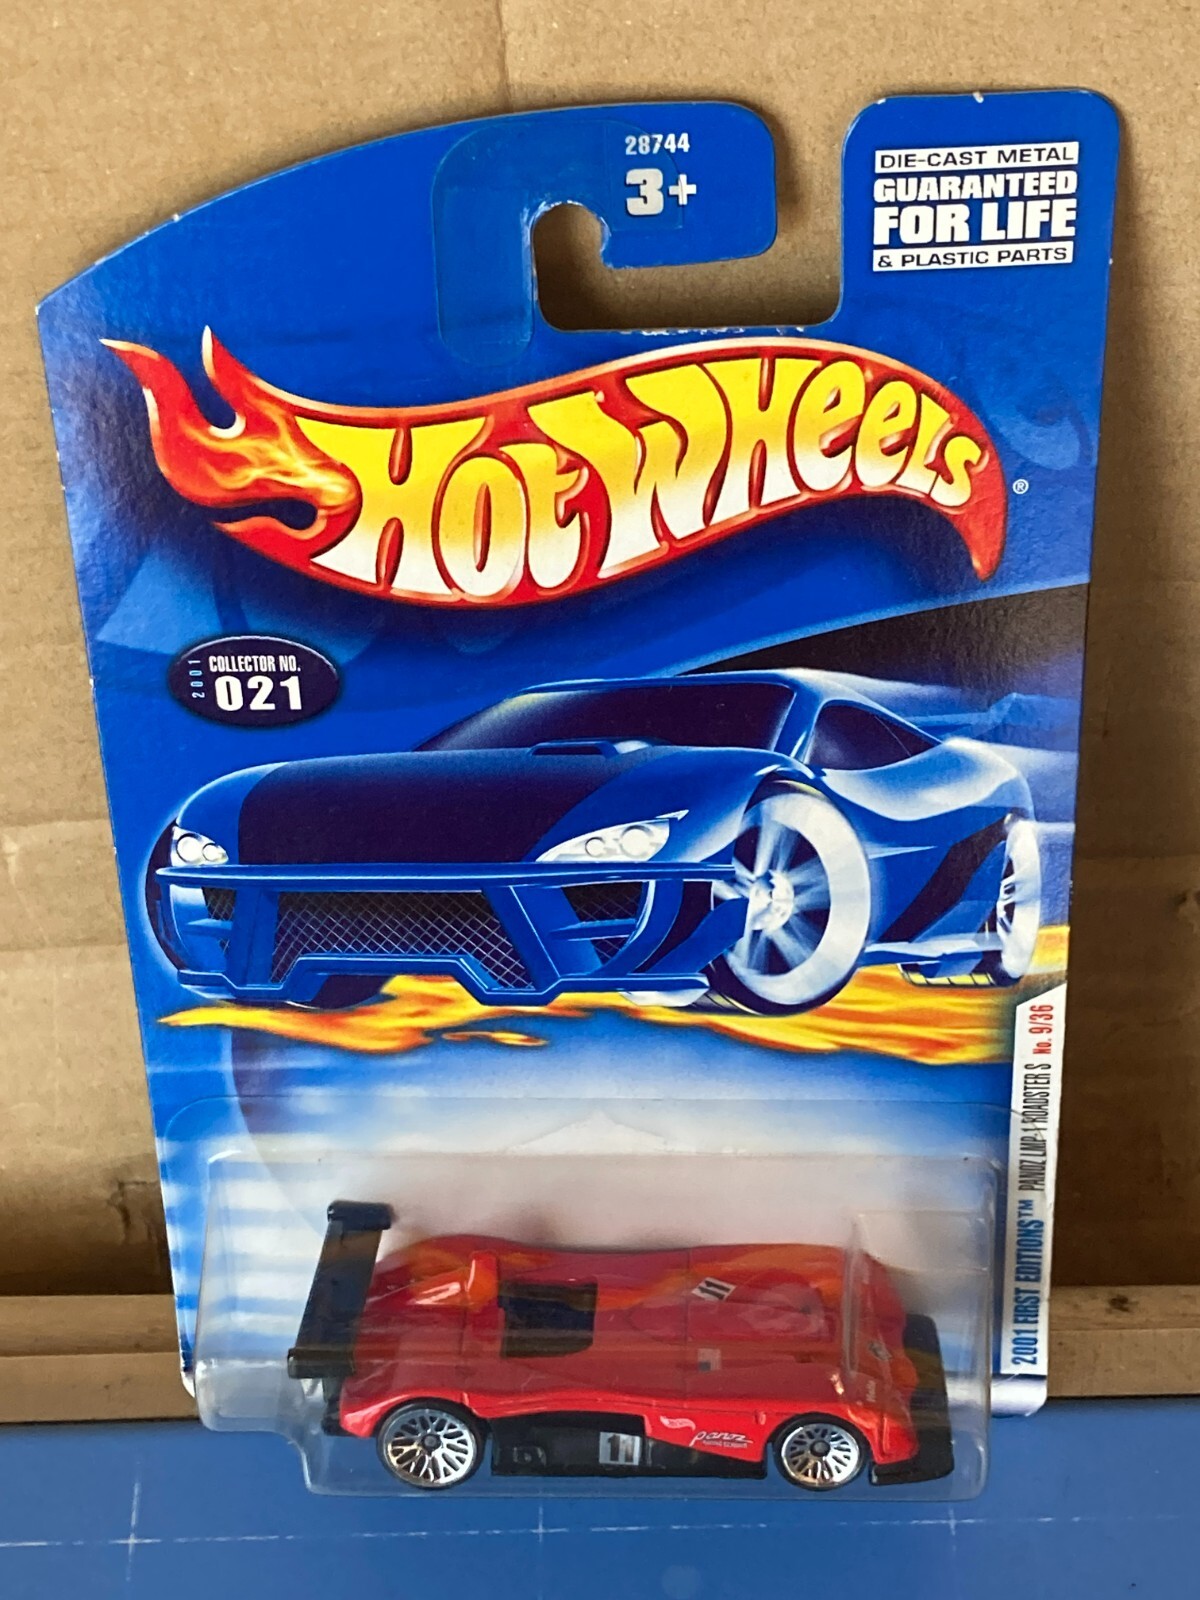 28744
3+
DIE-CAST METAL
GUARANTEED
FOR LIFE
& PLASTIC PARTS
HOT WHEELS®
2001
COLLECTOR NO.
021
2001 FIRST EDITIONS™ PANOZ LMP-1 ROADSTER S No. 9/36
11
11
panoz